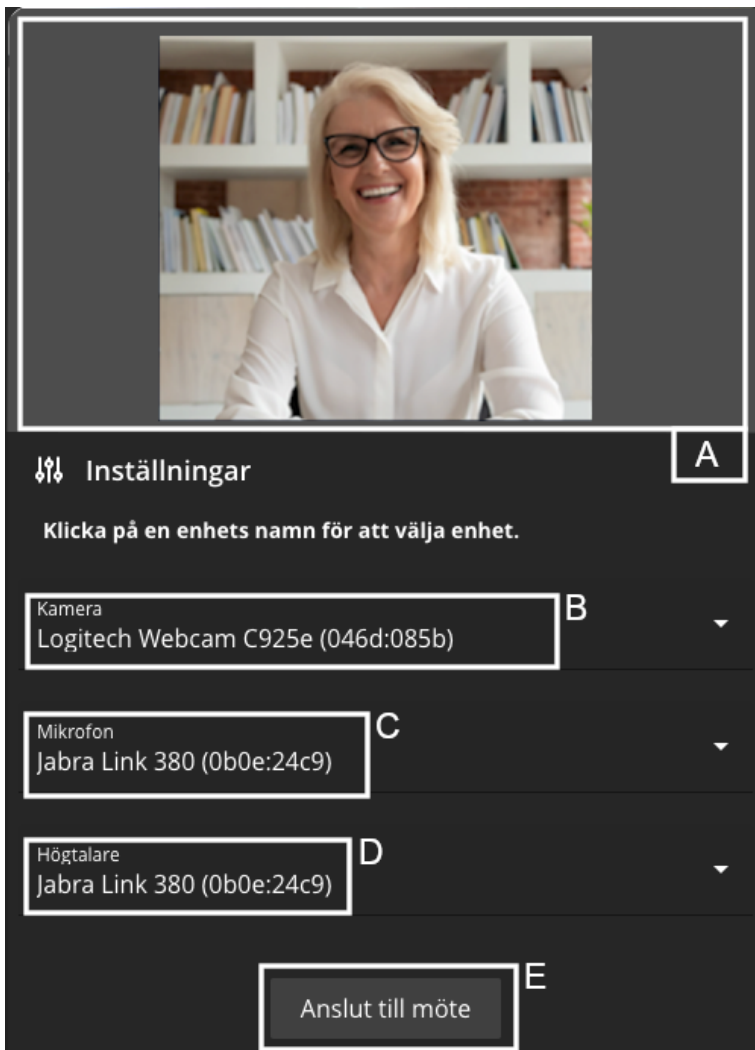 A
Inställningar
Klicka på en enhets namn för att välja enhet.
Kamera
B
Logitech Webcam C925e (046d:085b)
Mikrofon
C
Jabra Link 380 (0b0e:24c9)
Högtalare
D
Jabra Link 380 (0b0e:24c9)
E
Anslut till möte